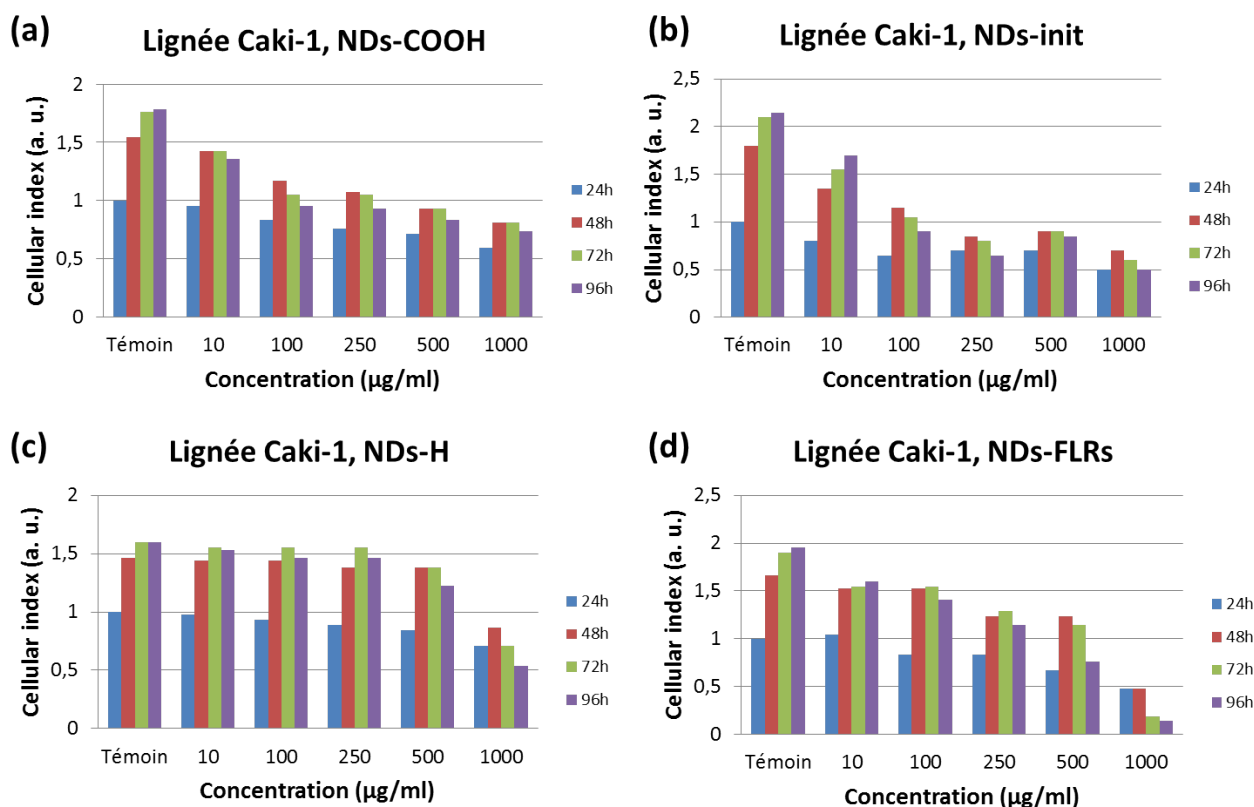 (a)
Lignée Caki-1, NDs-COOH
Cellular index (a. u.)
2
1,5
1
0,5
0
Témoin 10 100 250 500 1000
Concentration (µg/ml)
24h
48h
72h
96h
(b)
Lignée Caki-1, NDs-init
Cellular index (a. u.)
2,5
2
1,5
1
0,5
0
Témoin 10 100 250 500 1000
Concentration (µg/ml)
24h
48h
72h
96h
(c)
Lignée Caki-1, NDs-H
Cellular index (a. u.)
2
1,5
1
0,5
0
Témoin 10 100 250 500 1000
Concentration (µg/ml)
24h
48h
72h
96h
(d)
Lignée Caki-1, NDs-FLRs
Cellular index (a. u.)
2,5
2
1,5
1
0,5
0
Témoin 10 100 250 500 1000
Concentration (µg/ml)
24h
48h
72h
96h